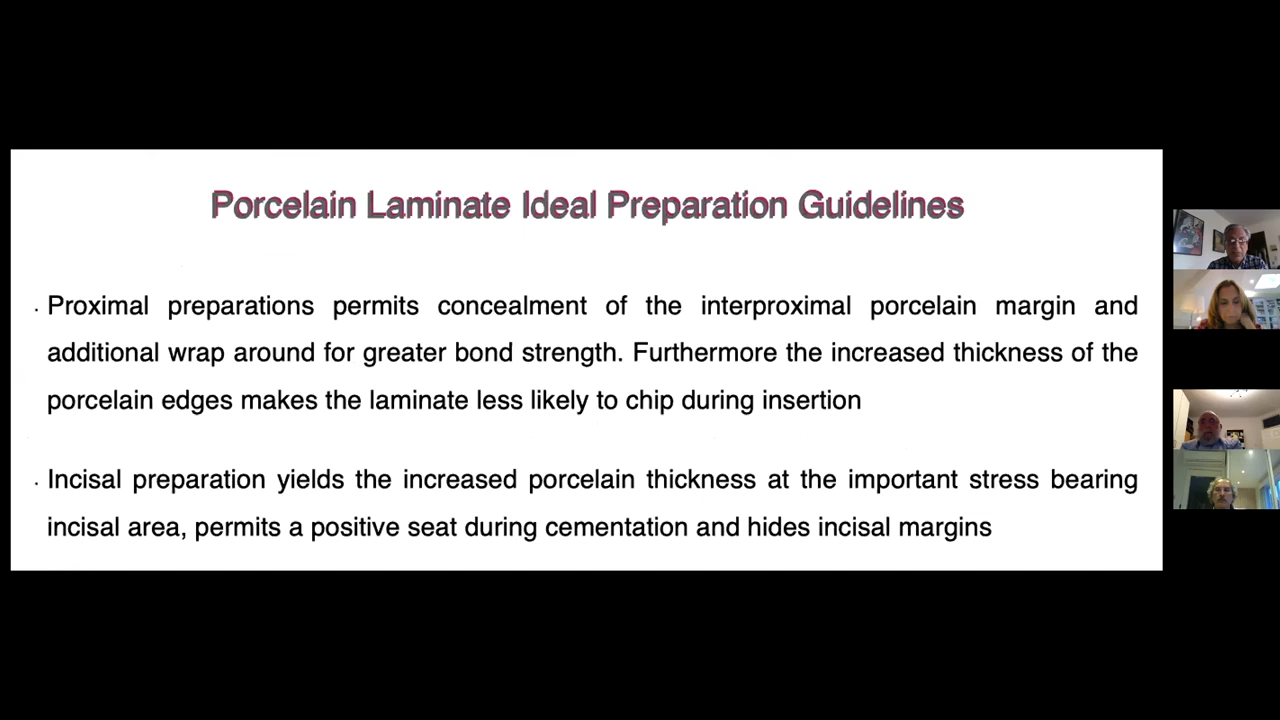 Porcelain Laminate Ideal Preparation Guidelines
· Proximal preparations permits concealment of the interproximal porcelain margin and
additional wrap around for greater bond strength. Furthermore the increased thickness of the
porcelain edges makes the laminate less likely to chip during insertion
· Incisal preparation yields the increased porcelain thickness at the important stress bearing
incisal area, permits a positive seat during cementation and hides incisal margins